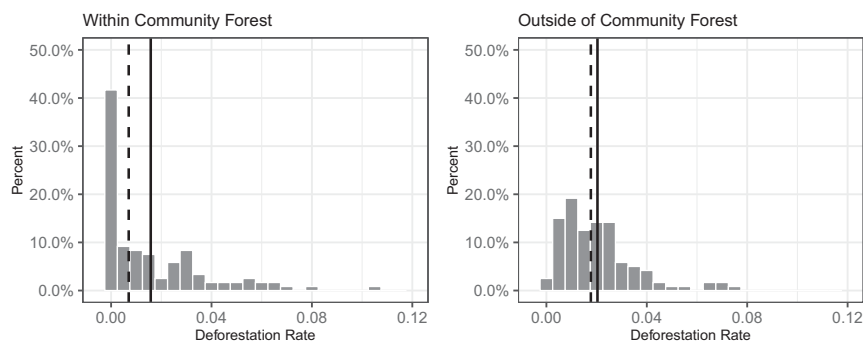 Within Community Forest
50.0%
40.0%
30.0%
20.0%
10.0%
0.0%
Percent
0.00 0.04 0.08 0.12
Deforestation Rate
Outside of Community Forest
50.0%
40.0%
30.0%
20.0%
10.0%
0.0%
Percent
0.00 0.04 0.08 0.12
Deforestation Rate